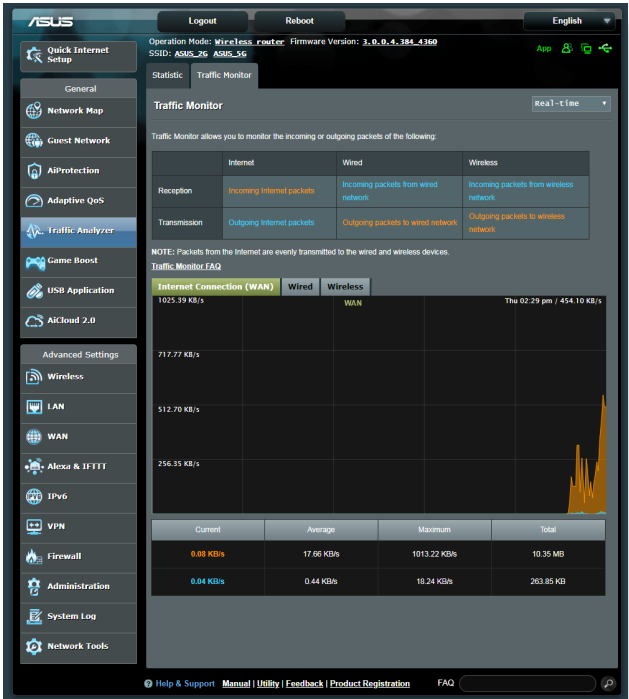 ASUS
Logout Reboot English
Quick Internet
Setup
Operation Mode: Wireless router Firmware Version: 3.0.0.4.384_4360
SSID: ASUS_2G ASUS_5G
App
General
Network Map
Guest Network
AiProtection
Adaptive QoS
Traffic Analyzer
Game Boost
USB Application
AiCloud 2.0
Advanced Settings
Wireless
LAN
WAN
Alexa & IFTTT
IPv6
VPN
Firewall
Administration
System Log
Network Tools
Statistic Traffic Monitor
Traffic Monitor
Real-time
Traffic Monitor allows you to monitor the incoming or outgoing packets of the following:
Internet Wired Wireless
Reception Incoming Internet packets Incoming packets from wired network Incoming packets from wireless network
Transmission Outgoing Internet packets Outgoing packets to wired network Outgoing packets to wireless network
NOTE: Packets from the Internet are evenly transmitted to the wired and wireless devices.
Traffic Monitor FAQ
Internet Connection (WAN) Wired Wireless
1025.39 KB/s WAN Thu 02:29 pm / 454.10 KB/s
717.77 KB/s
512.70 KB/s
256.35 KB/s
Current Average Maximum Total
0.08 KB/s 17.66 KB/s 1013.22 KB/s 10.35 MB
0.04 KB/s 0.44 KB/s 18.24 KB/s 263.85 KB
Help & Support Manual | Utility | Feedback | Product Registration FAQ